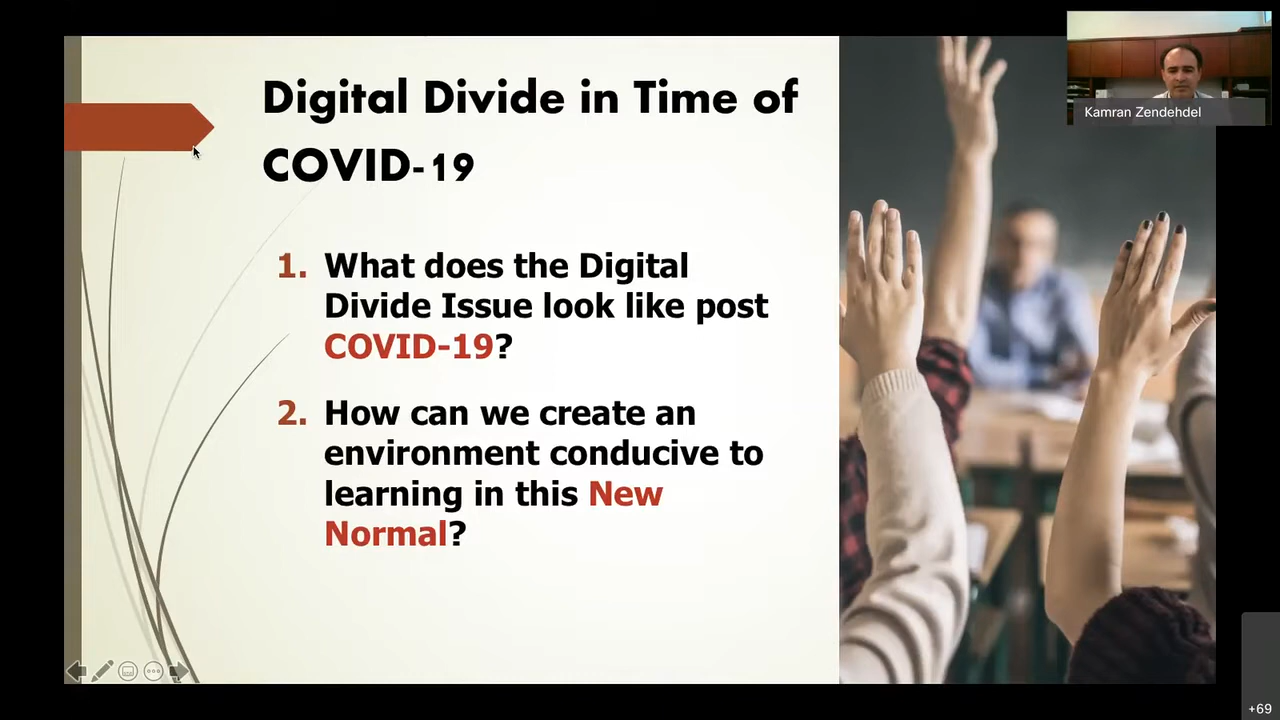 Digital Divide in Time of
COVID-19
1. What does the Digital
Divide Issue look like post
COVID-19?
2. How can we create an
environment conducive to
learning in this New
Normal?
Kamran Zendehdel
+69